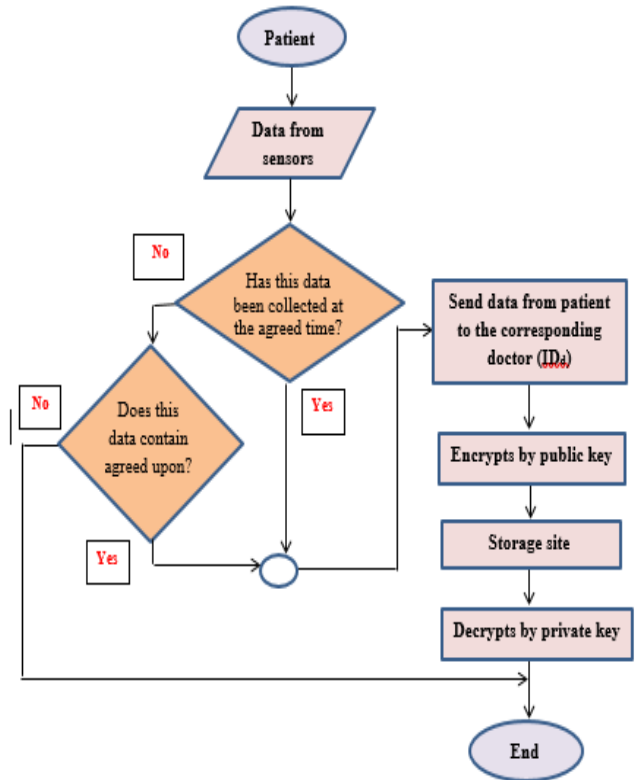 Patient
Data from
sensors
No
Has this data
been collected at
the agreed time?
Send data from patient
to the corresponding
doctor (IDd)
No
Does this
data contain
agreed upon?
Yes
Encrypts by public key
Yes
Storage site
Decrypts by private key
End